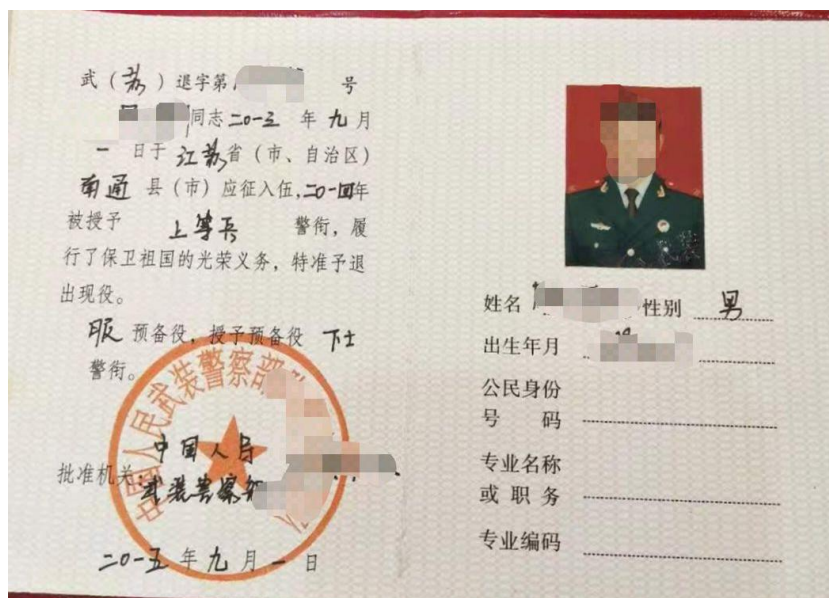 武（苏）退字第 号
同志二〇一三年九月
一日于江苏省（市、自治区）
南通县（市）应征入伍，二〇一四年
被授予 上等兵 警衔，履
行了保卫祖国的光荣义务，特准予退
出现役。
服预备役，授予预备役 下士
警衔。
中国人民武装警察部
批准机关：中国人民
武装警察部
二〇一五年九月一日
姓名 性别 男
出生年月
公民身份
号 码
专业名称
或 职 务
专业编码